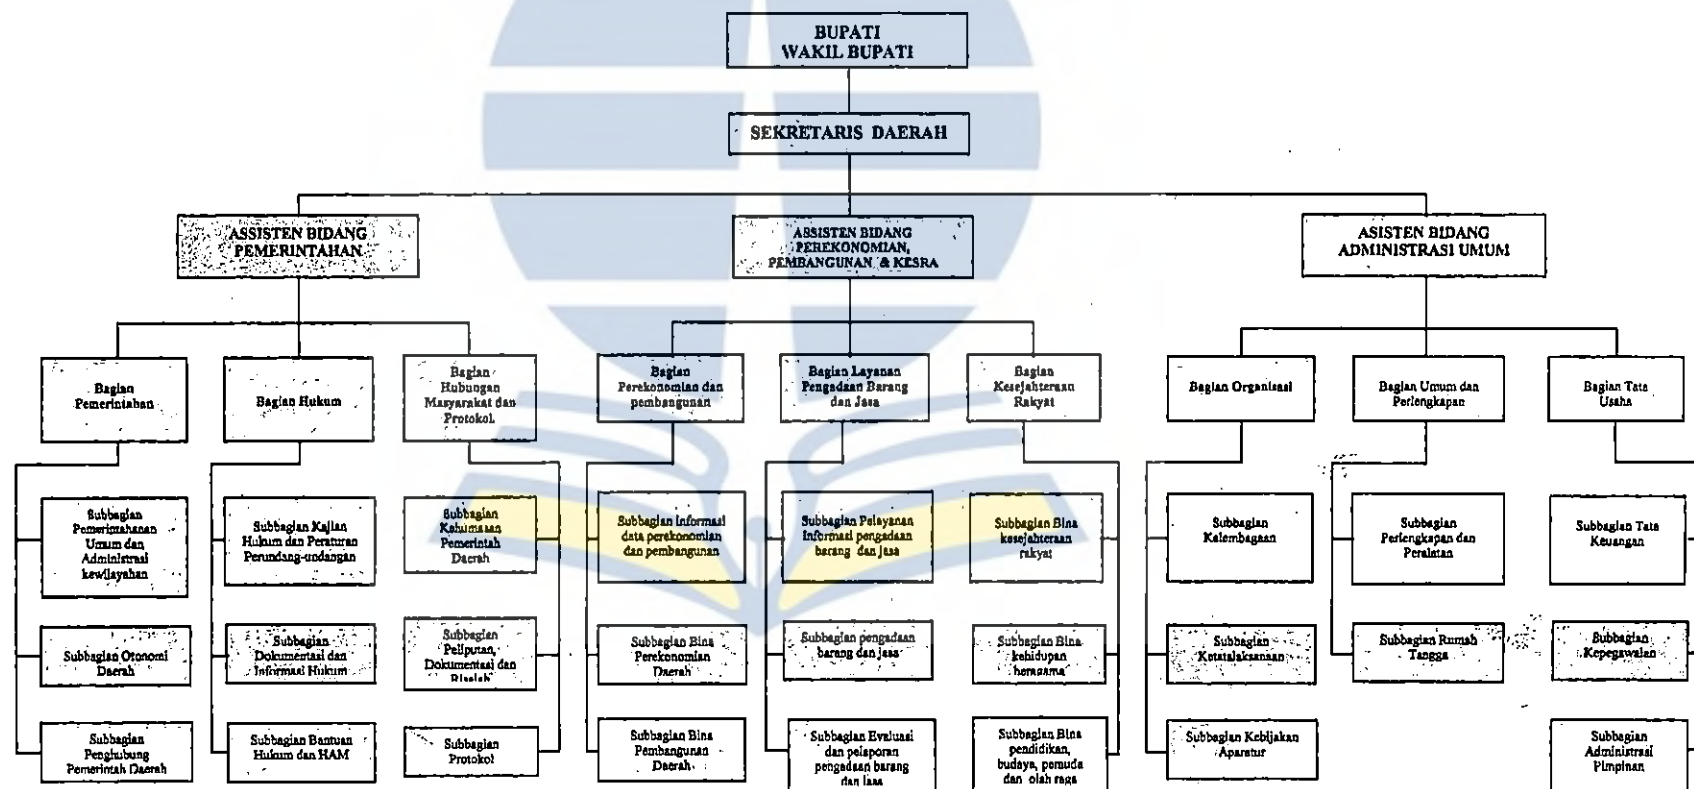 BUPATI
WAKIL BUPATI
SEKRETARIS DAERAH
ASSISTEN BIDANG
PEMERINTAHAN
ASSISTEN BIDANG
PEREKONOMIAN,
PEMBANGUNAN, & KESRA
ASISTEN BIDANG
ADMINISTRASI UMUM
Bagian
Pemerintahan
Bagian Hukum
Bagian
Hubungan
Masyarakat dan
Protokol
Bagian
Perekonomian dan
pembangunan
Bagian Layanan
Pengadaan Barang
dan Jasa
Bagian
Kesejahteraan
Rakyat
Bagian Organisasi
Bagian Umum dan
Perlengkapan
Bagian Tata
Usaha
Subbagian
Pemerintahanan
Umum dan
Administrasi
kewilayahan
Subbagian Kajian
Hukum dan Peraturan
Perundang-undangan
Subbagian
Kehumasan
Pemerintah
Daerah
Subbagian Informasi
data perekonomian
dan pembangunan
Subbagian Pelayanan
Informasi pengadaan
barang dan jasa
Subbagian Bina
kesejahteraan
rakyat
Subbagian
Kelembagaan
Subbagian
Perlengkapan dan
Peralatan
Subbagian Tata
Keuangan
Subbagian Otonomi
Daerah
Subbagian
Dokumentasi dan
Informasi Hukum
Subbagian
Peliputan,
Dokumentasi dan
Risalah
Subbagian Bina
Perekonomian
Daerah
Subbagian pengadaan
barang dan jasa
Subbagian Bina
kehidupan
beragama
Subbagian
Ketatalaksanaan
Subbagian Rumah
Tangga
Subbagian
Kepegawaian
Subbagian
Penghubung
Pemerintah Daerah
Subbagian Bantuan
Hukum dan HAM
Subbagian
Protokol
Subbagian Bina
Pembangunan
Daerah
Subbagian Evaluasi
dan pelaporan
pengadaan barang
dan jasa
Subbagian Bina
pendidikan,
budaya, pemuda
dan olah raga
Subbagian Kebijakan
Aparatur
Subbagian
Administrasi
Pimpinan